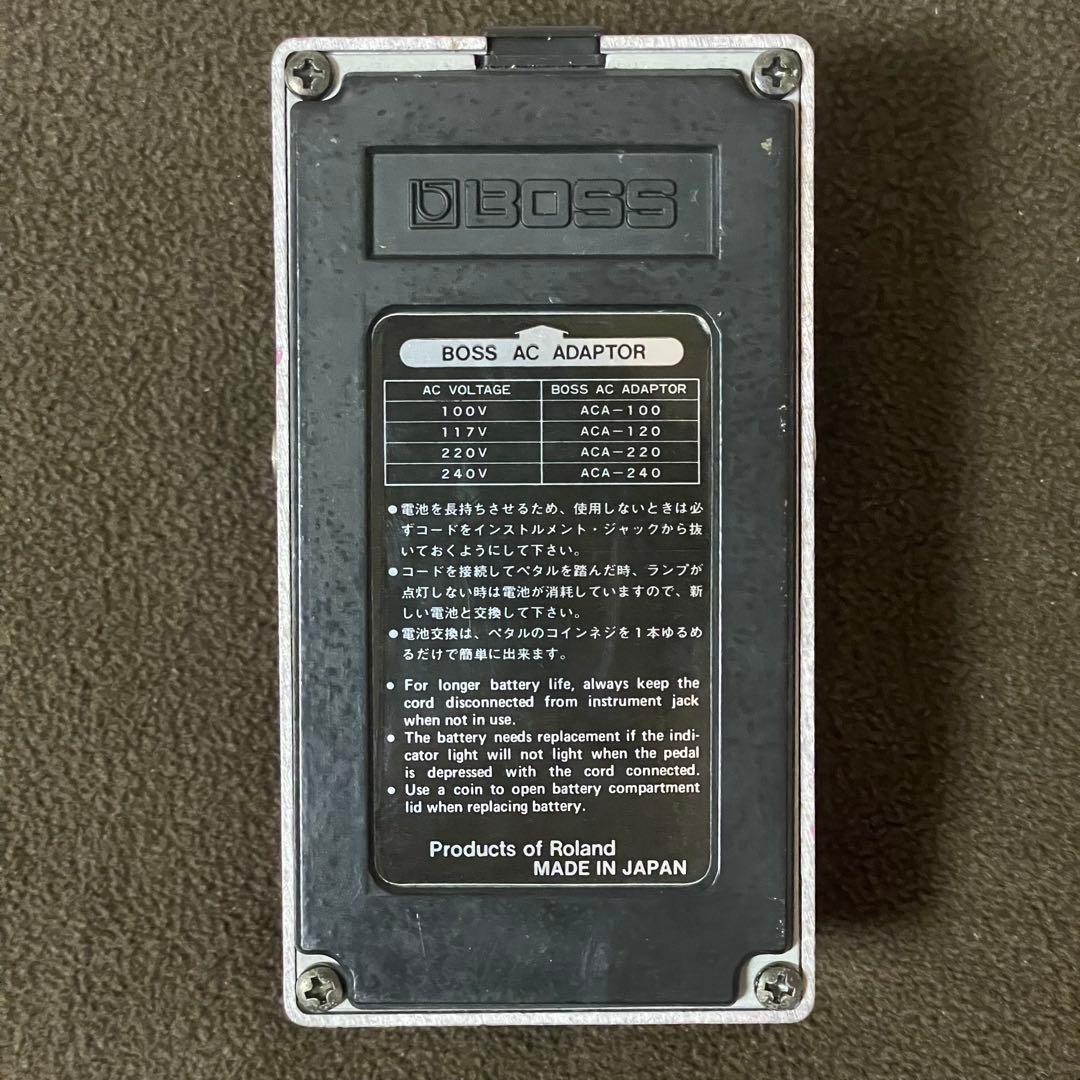 BOSS
BOSS AC ADAPTOR
AC VOLTAGE BOSS AC ADAPTOR
100V ACA-100
117V ACA-120
220V ACA-220
240V ACA-240
●電池を長持ちさせるため、使用しないときは必
ずコードをインストルメント・ジャックから抜
いておくようにして下さい。
●コードを接続してペタルを踏んだ時、ランプが
点灯しない時は電池が消耗していますので、新
しい電池と交換して下さい。
●電池交換は、ペタルのコインネジを1本ゆるめ
るだけで簡単に出来ます。
● For longer battery life, always keep the
cord disconnected from instrument jack
when not in use.
● The battery needs replacement if the indi-
cator light will not light when the pedal
is depressed with the cord connected.
● Use a coin to open battery compartment
lid when replacing battery.
Products of Roland
MADE IN JAPAN